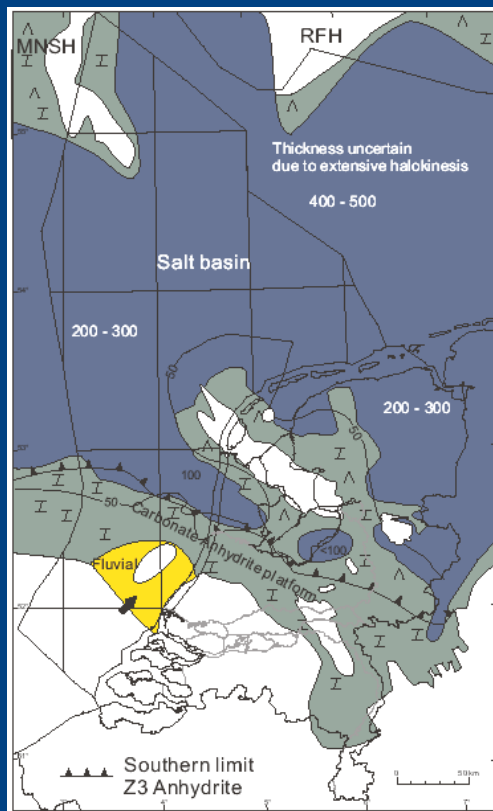 MNSH
RFH
Thickness uncertain
due to extensive halokinesis
400 - 500
Salt basin
200 - 300
50
200 - 300
50
100
50
Carbonate Anhydrite platform
<100
Fluvial
Southern limit
Z3 Anhydrite
0
50km